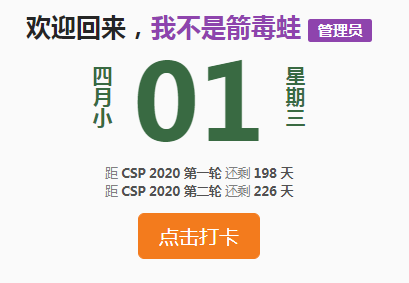 欢迎回来，我不是箭毒蛙 管理员
四月小
01
星期三
距 CSP 2020 第一轮 还剩 198 天
距 CSP 2020 第二轮 还剩 226 天
点击打卡